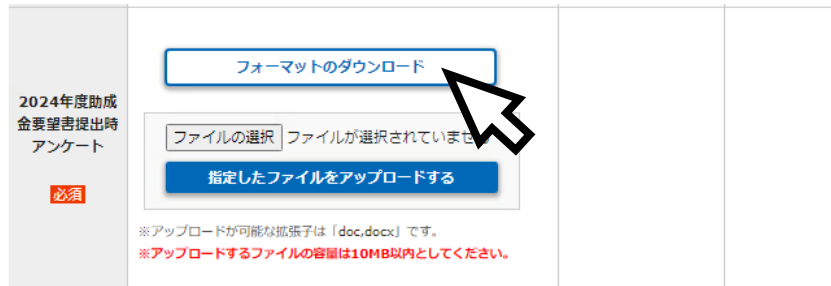 2024年度助成
金要望書提出時
アンケート
必須
フォーマットのダウンロード
ファイルの選択 ファイルが選択されていませ
指定したファイルをアップロードする
※アップロードが可能な拡張子は「doc,docx」です。
※アップロードするファイルの容量は10MB以内としてください。